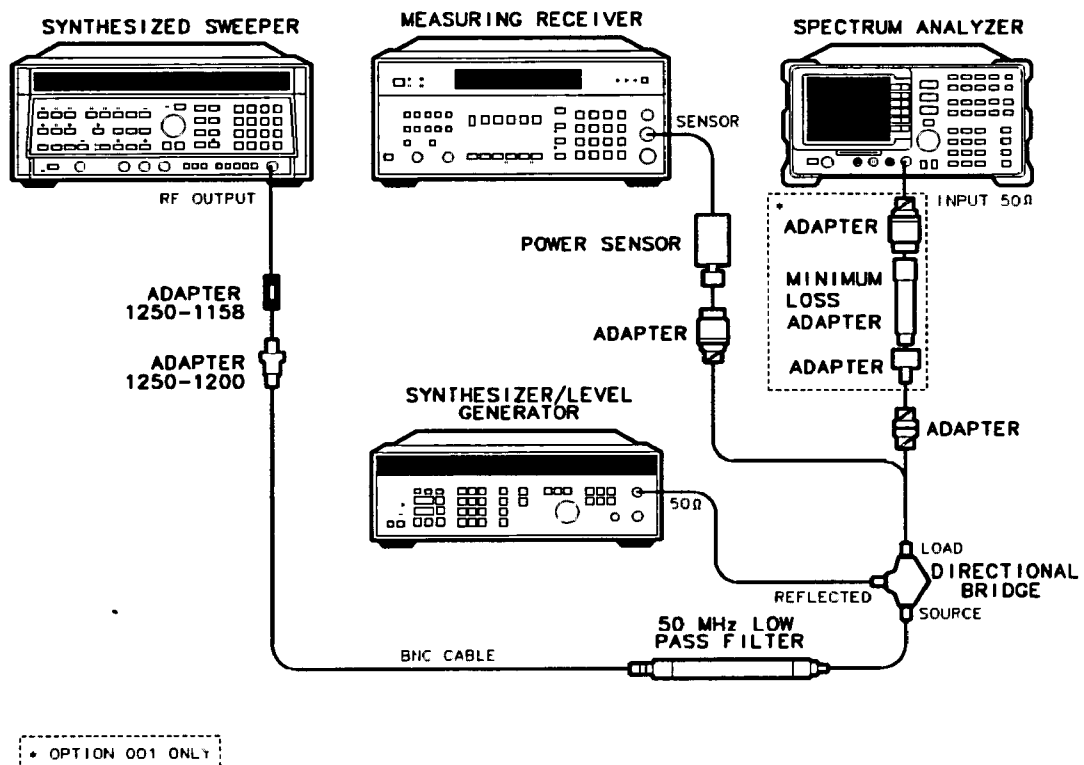 SYNTHESIZED SWEEPER
MEASURING RECEIVER
SPECTRUM ANALYZER
SENSOR
RF OUTPUT
INPUT 50Ω
*
ADAPTER
POWER SENSOR
MINIMUM
LOSS
ADAPTER
ADAPTER
1250-1158
ADAPTER
ADAPTER
1250-1200
ADAPTER
SYNTHESIZER/LEVEL
GENERATOR
ADAPTER
50Ω
LOAD
DIRECTIONAL
BRIDGE
REFLECTED
SOURCE
50 MHz LOW
PASS FILTER
BNC CABLE
* OPTION 001 ONLY